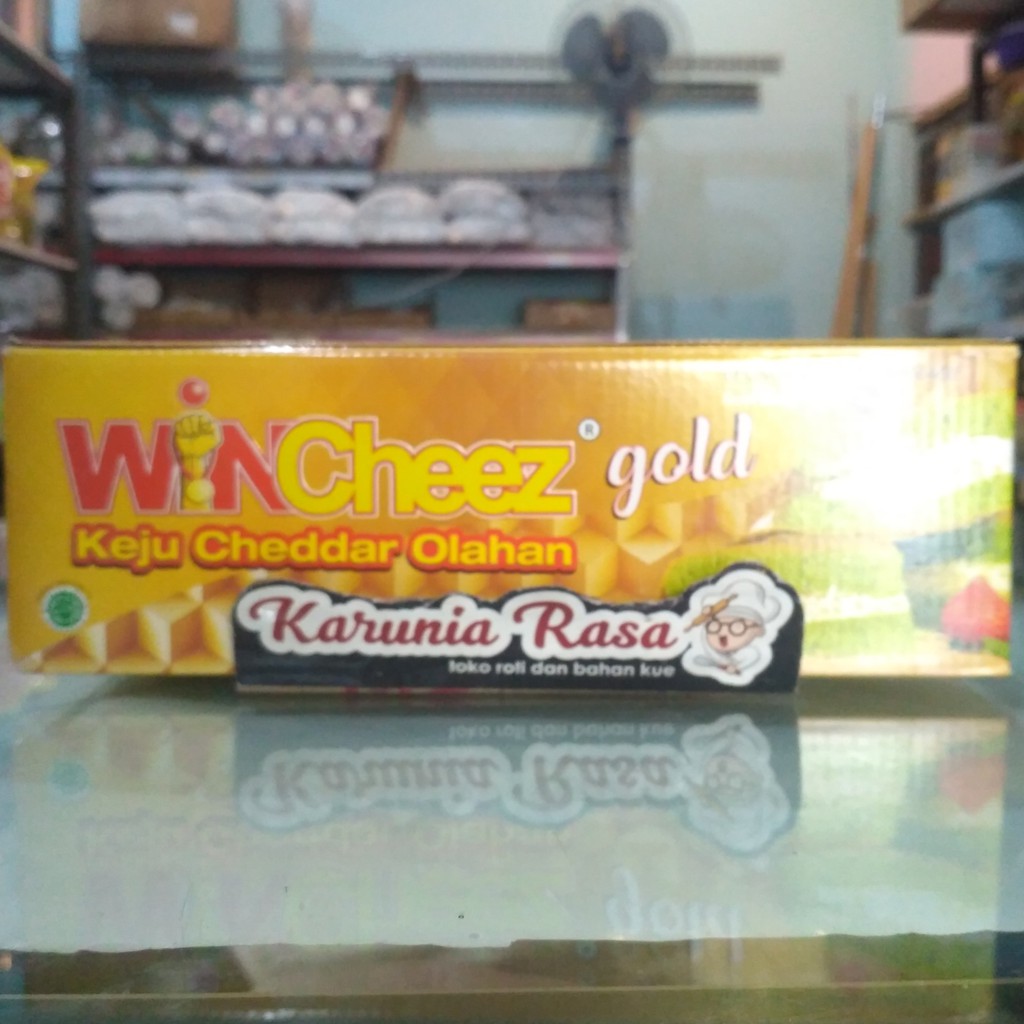 WiNCheez® gold
Keju Cheddar Olahan
Karunia Rasa
toko roti dan bahan kue